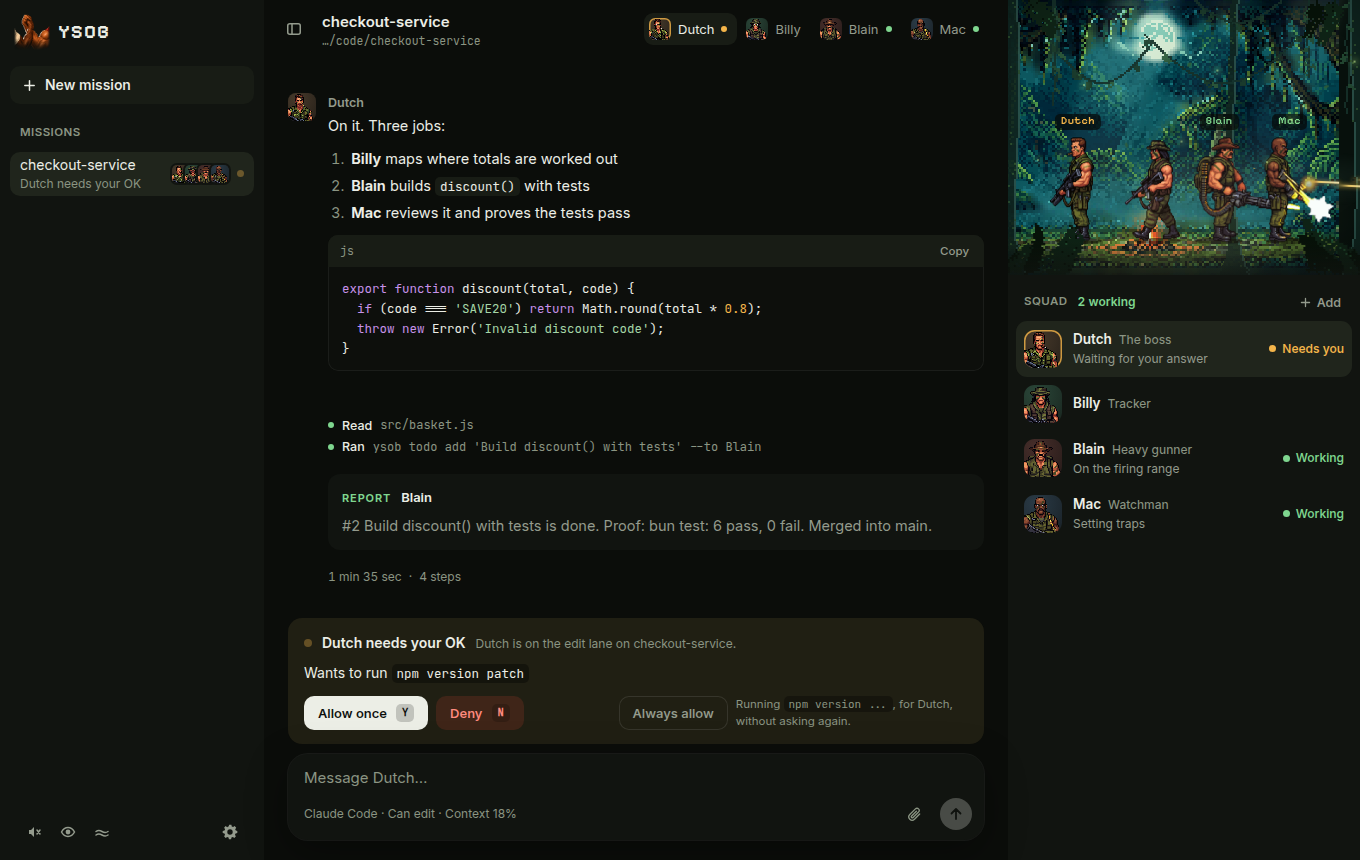 YSOB
New mission
MISSIONS
checkout-service
Dutch needs your OK
checkout-service
…/code/checkout-service
Dutch
Billy
Blain
Mac
Dutch
On it. Three jobs:
1. Billy maps where totals are worked out
2. Blain builds discount() with tests
3. Mac reviews it and proves the tests pass
js
Copy
export function discount(total, code) {
if (code === 'SAVE20') return Math.round(total * 0.8);
throw new Error('Invalid discount code');
}
Read src/basket.js
Ran ysob todo add 'Build discount() with tests' --to Blain
REPORT Blain
#2 Build discount() with tests is done. Proof: bun test: 6 pass, 0 fail. Merged into main.
1 min 35 sec · 4 steps
Dutch needs your OK Dutch is on the edit lane on checkout-service.
Wants to run npm version patch
Allow once Y
Deny N
Always allow
Running npm version ..., for Dutch,
without asking again.
Message Dutch...
Claude Code · Can edit · Context 18%
Dutch
Blain
Mac
SQUAD 2 working
Add
Dutch The boss
Waiting for your answer
Needs you
Billy Tracker
Blain Heavy gunner
On the firing range
Working
Mac Watchman
Setting traps
Working